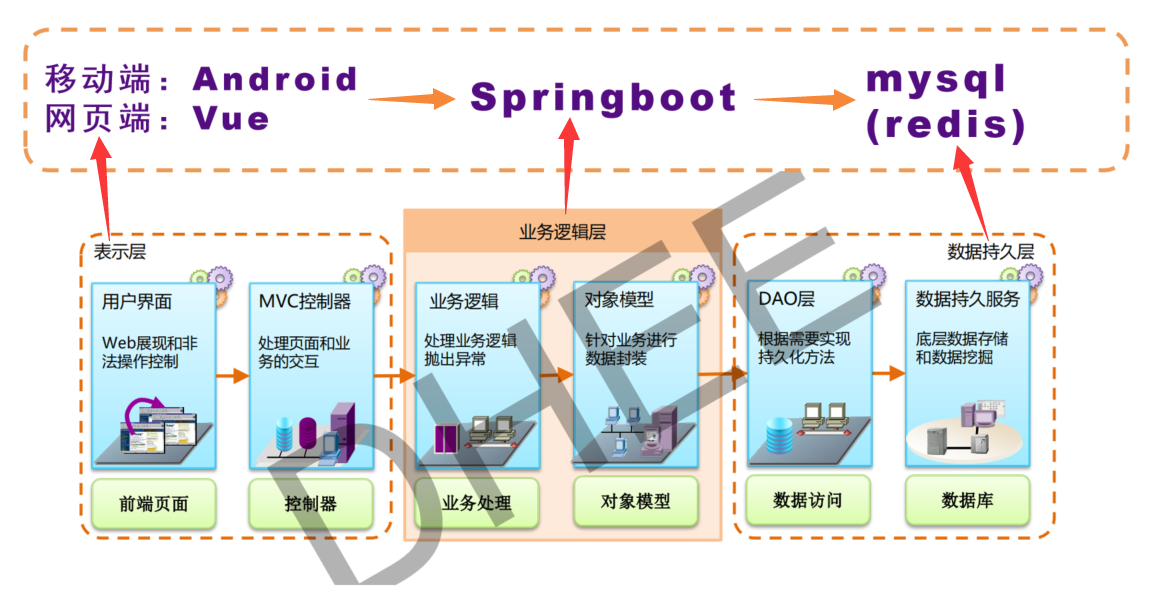 移动端：Android
网页端：Vue
Springboot
mysql
(redis)
表示层
业务逻辑层
数据持久层
用户界面
Web展现和非
法操作控制
MVC控制器
处理页面和业
务的交互
业务逻辑
处理业务逻辑
抛出异常
对象模型
针对业务进行
数据封装
DAO层
根据需要实现
持久化方法
数据持久服务
底层数据存储
和数据挖掘
前端页面
控制器
业务处理
对象模型
数据访问
数据库
DHEE